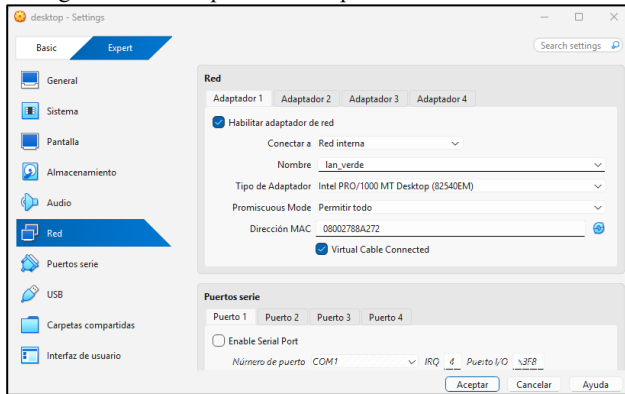 desktop - Settings
Basic
Expert
Search settings
General
Sistema
Pantalla
Almacenamiento
Audio
Red
Puertos serie
USB
Carpetas compartidas
Interfaz de usuario
Red
Adaptador 1 Adaptador 2 Adaptador 3 Adaptador 4
Habilitar adaptador de red
Conectar a Red interna
Nombre lan_verde
Tipo de Adaptador Intel PRO/1000 MT Desktop (82540EM)
Promiscuous Mode Permitir todo
Dirección MAC 08002788A272
Virtual Cable Connected
Puertos serie
Puerto 1 Puerto 2 Puerto 3 Puerto 4
Enable Serial Port
Número de puerto COM1 IRQ 4 Puerto I/O
Aceptar Cancelar Ayuda